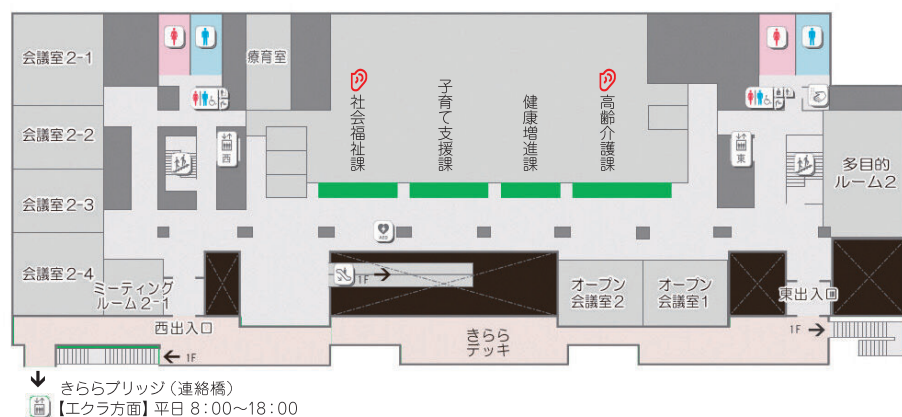 会議室2-1
療育室
社会福祉課
子育て支援課
健康増進課
高齢介護課
会議室2-2
西
東
多目的
ルーム2
会議室2-3
AED
会議室2-4
ミーティング
ルーム2-1
1F
オープン
会議室2
オープン
会議室1
東出入口
西出入口
きらら
デッキ
1F
1F
きららブリッジ(連絡橋)
【エクラ方面】平日 8:00~18:00